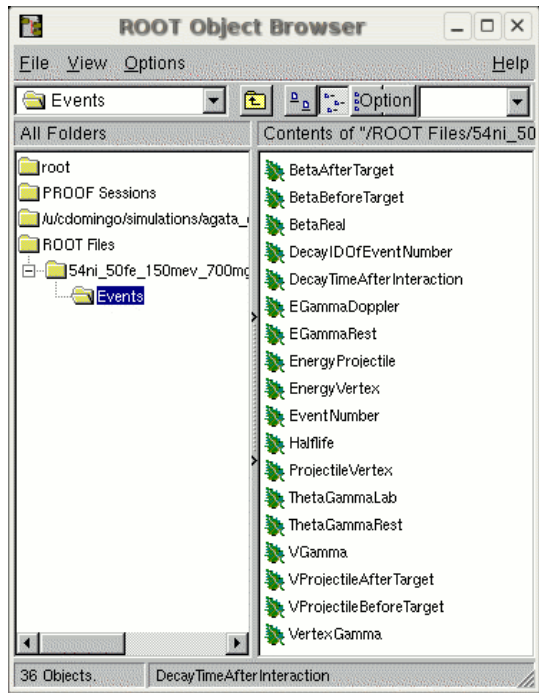 ROOT Object Browser
File View Options Help
Events Option
All Folders
Contents of "/ROOT Files/54ni_50
root
PROOF Sessions
/u/cdomingo/simulations/agata_
ROOT Files
54ni_50fe_150mev_700mg
Events
BetaAfterTarget
BetaBeforeTarget
BetaReal
DecayIDOfEventNumber
DecayTimeAfterInteraction
EGammaDoppler
EGammaRest
EnergyProjectile
EnergyVertex
EventNumber
Halflife
ProjectileVertex
ThetaGammaLab
ThetaGammaRest
VGamma
VProjectileAfterTarget
VProjectileBeforeTarget
VertexGamma
36 Objects.
DecayTimeAfterInteraction